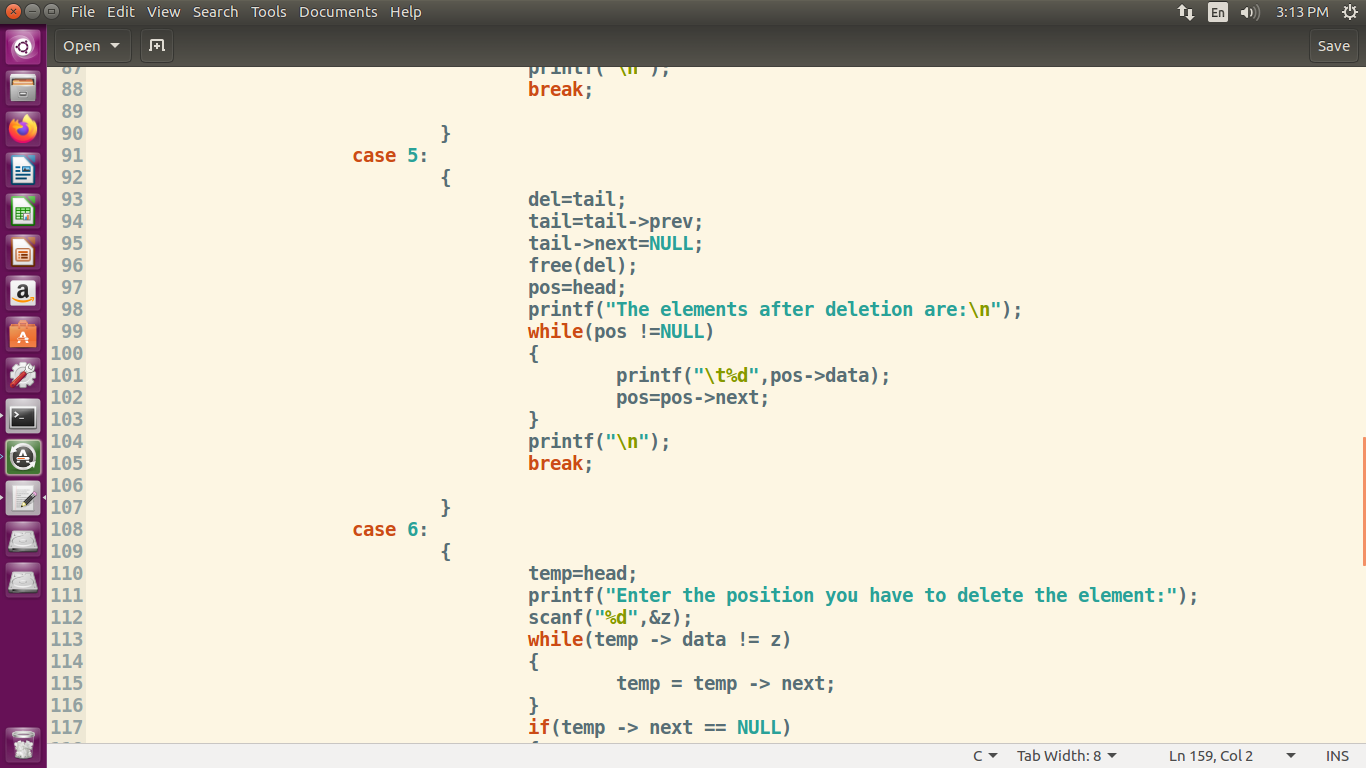 File Edit View Search Tools Documents Help
En 3:13 PM
Open Save
87 printf("\n");
88 break;
89
90 }
91 case 5:
92 {
93 del=tail;
94 tail=tail->prev;
95 tail->next=NULL;
96 free(del);
97 pos=head;
98 printf("The elements after deletion are:\n");
99 while(pos !=NULL)
100 {
101 printf("\t%d",pos->data);
102 pos=pos->next;
103 }
104 printf("\n");
105 break;
106
107 }
108 case 6:
109 {
110 temp=head;
111 printf("Enter the position you have to delete the element:");
112 scanf("%d",&z);
113 while(temp -> data != z)
114 {
115 temp = temp -> next;
116 }
117 if(temp -> next == NULL)
C Tab Width: 8 Ln 159, Col 2 INS